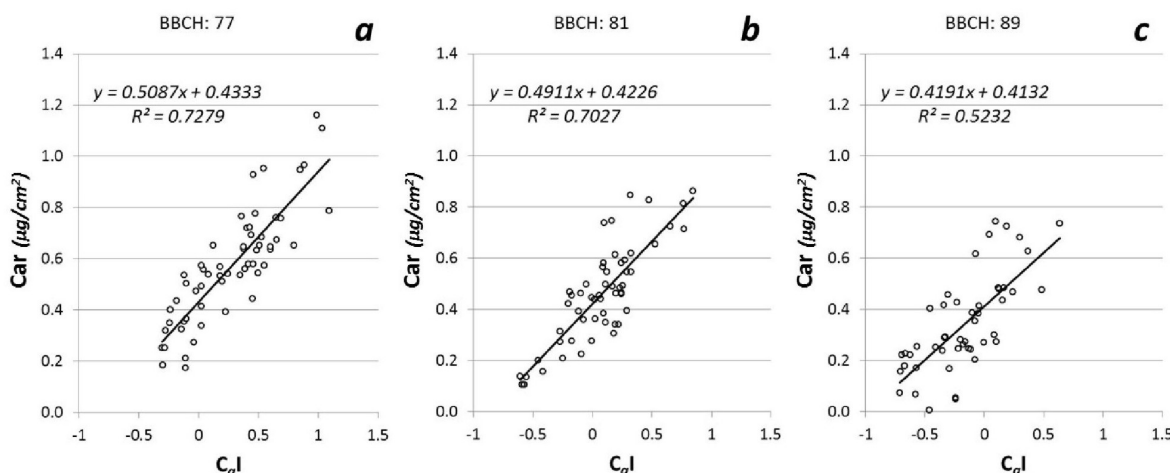 BBCH: 77
a
y = 0.5087x + 0.4333
R² = 0.7279
Car (µg/cm²)
1.4
1.2
1.0
0.8
0.6
0.4
0.2
0.0
-1 -0.5 0 0.5 1 1.5
CaI
BBCH: 81
b
y = 0.4911x + 0.4226
R² = 0.7027
Car (µg/cm²)
1.4
1.2
1.0
0.8
0.6
0.4
0.2
0.0
-1 -0.5 0 0.5 1 1.5
CaI
BBCH: 89
c
y = 0.4191x + 0.4132
R² = 0.5232
Car (µg/cm²)
1.4
1.2
1.0
0.8
0.6
0.4
0.2
0.0
-1 -0.5 0 0.5 1 1.5
CaI